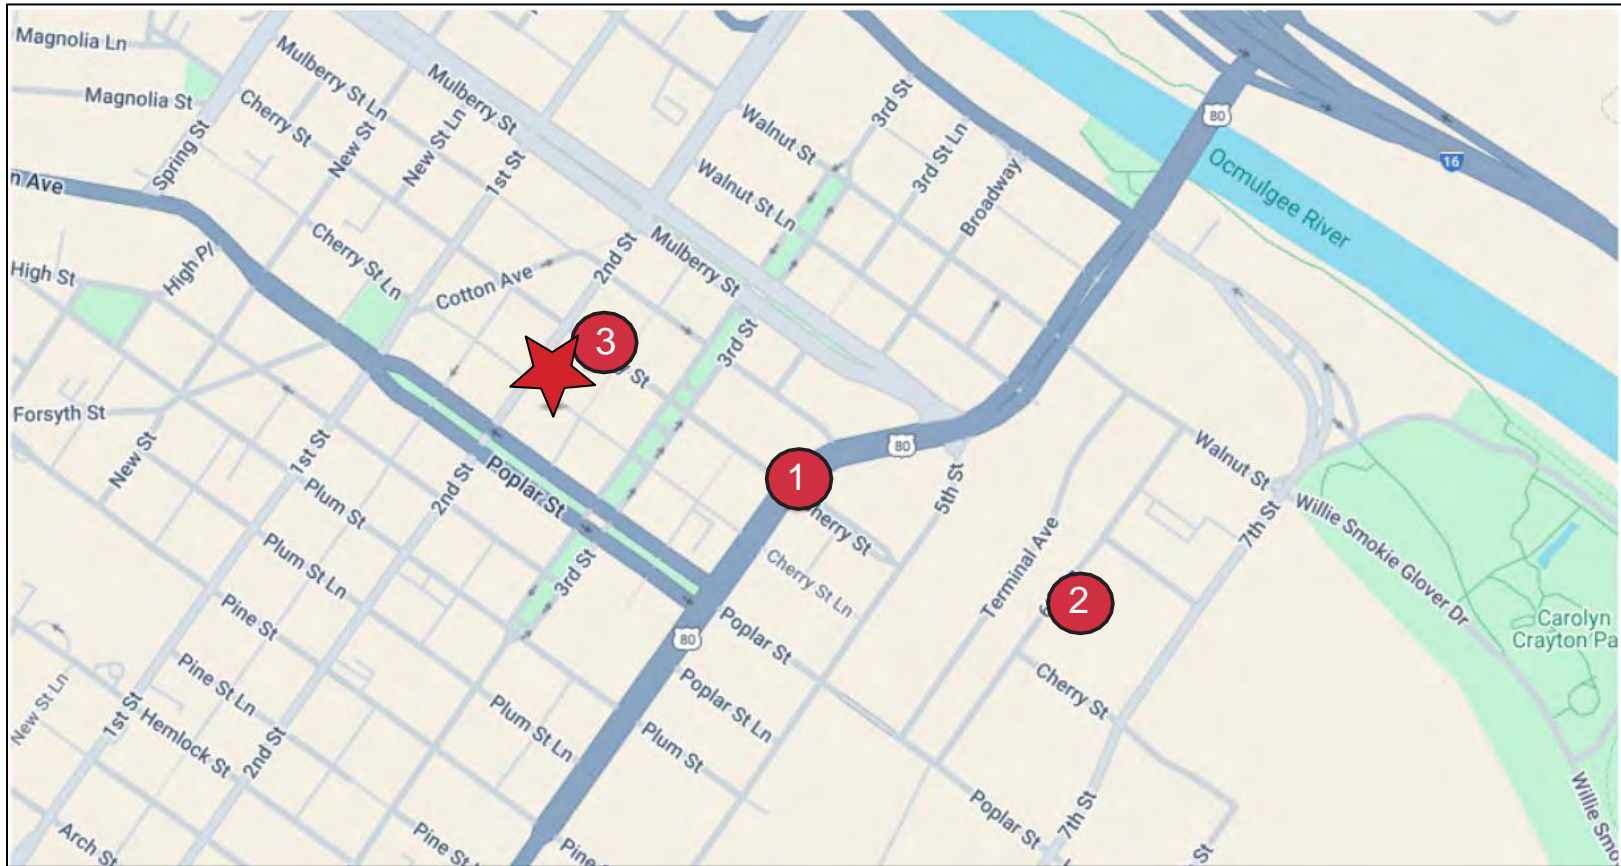 Magnolia Ln
Magnolia St
Mulberry St Ln
Mulberry St
Cherry St
New St
New St Ln
1st St
Spring St
n Ave
Walnut St
3rd St
3rd St Ln
Broadway
Walnut St Ln
80
16
Ocmulgee River
High St
High Pl
Cherry St Ln
Cotton Ave
2nd St
Mulberry St
3rd St
3
St
Forsyth St
New St
1st St
Plum St
2nd St
Poplar St
80
1
Cherry St
5th St
Walnut St
7th St
Willie Smokie Glover Dr
Plum St Ln
3rd St
Cherry St Ln
Terminal Ave
2
Carolyn
Crayton Pa
Pine St
80
Poplar St
Pine St Ln
Poplar St Ln
Cherry St
New St Ln
1st St
Hemlock St
2nd St
Plum St Ln
Plum St
Poplar St
7th St
Willie Smo
Arch St
Pine St L
Pine
St